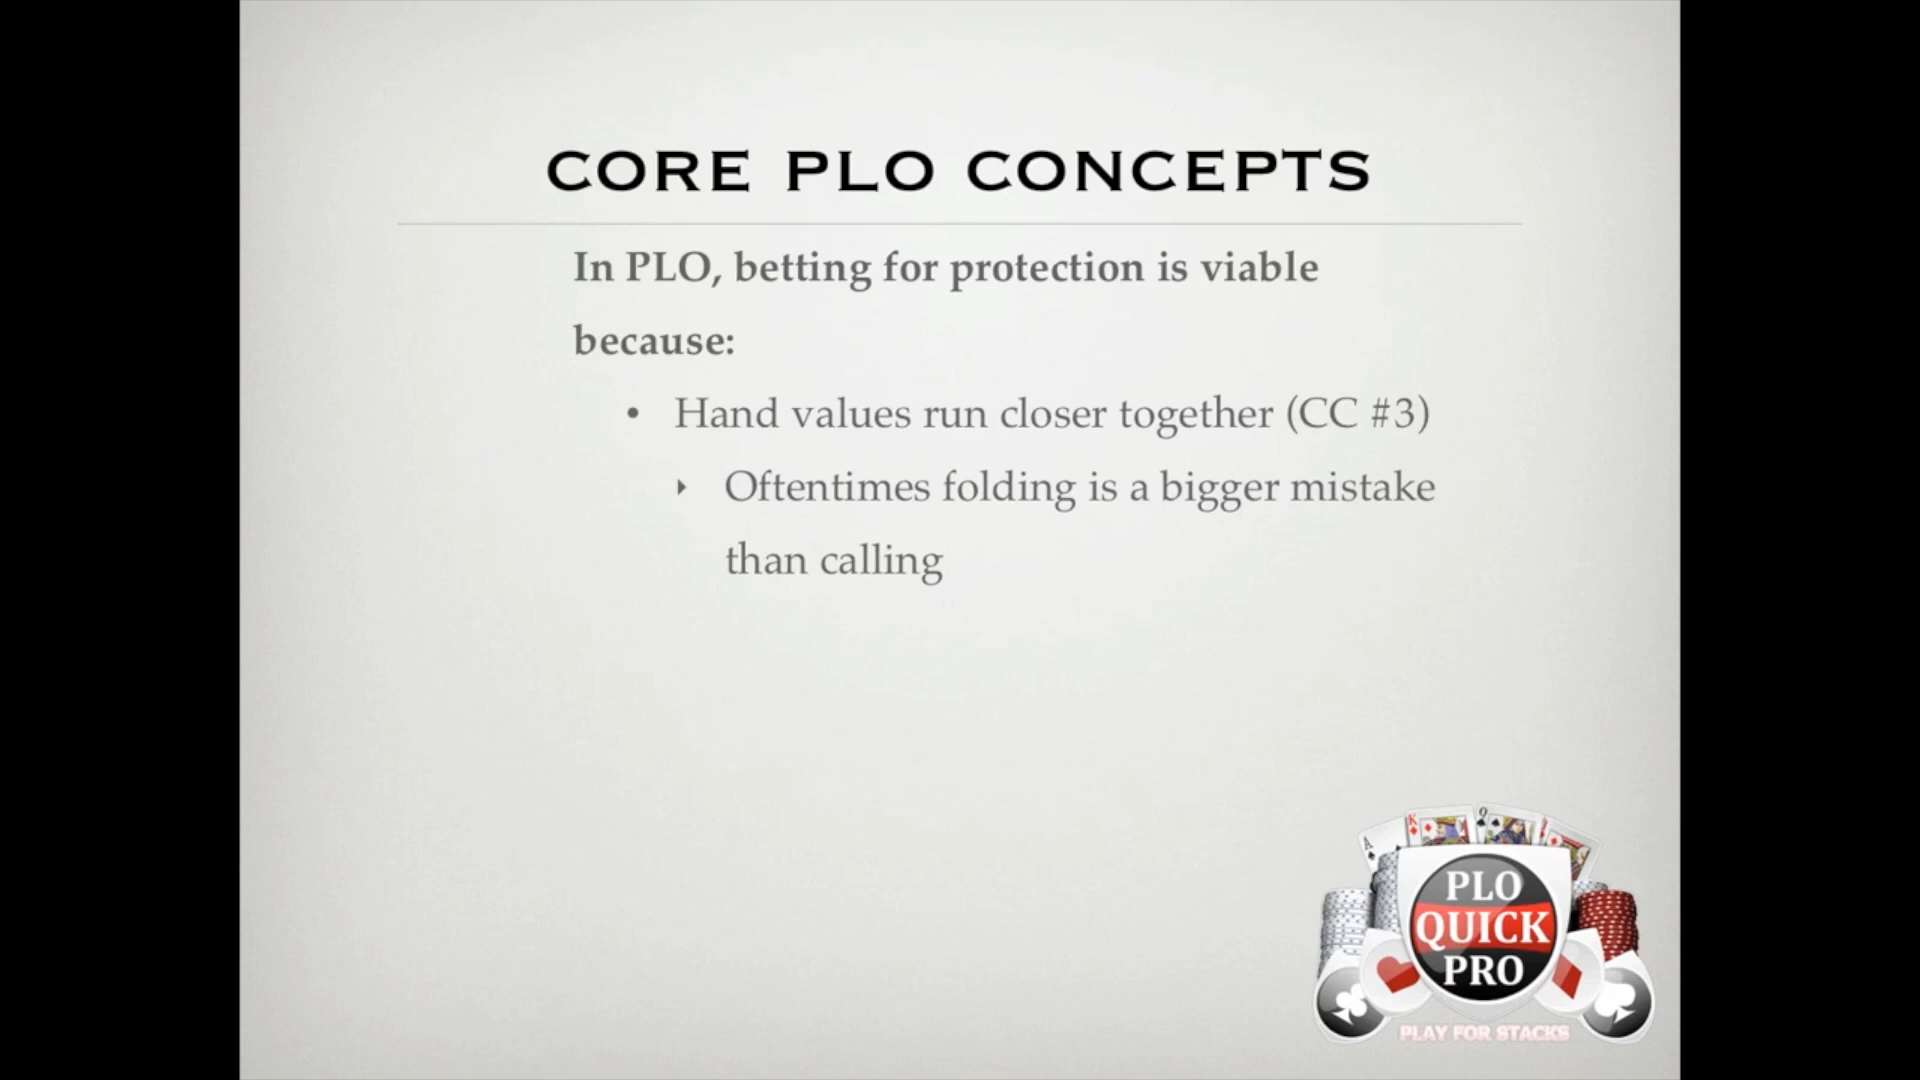 CORE PLO CONCEPTS
In PLO, betting for protection is viable
because:
• Hand values run closer together (CC #3)
‣ Oftentimes folding is a bigger mistake
than calling
A K Q
PLO
QUICK
PRO
PLAY FOR STACKS